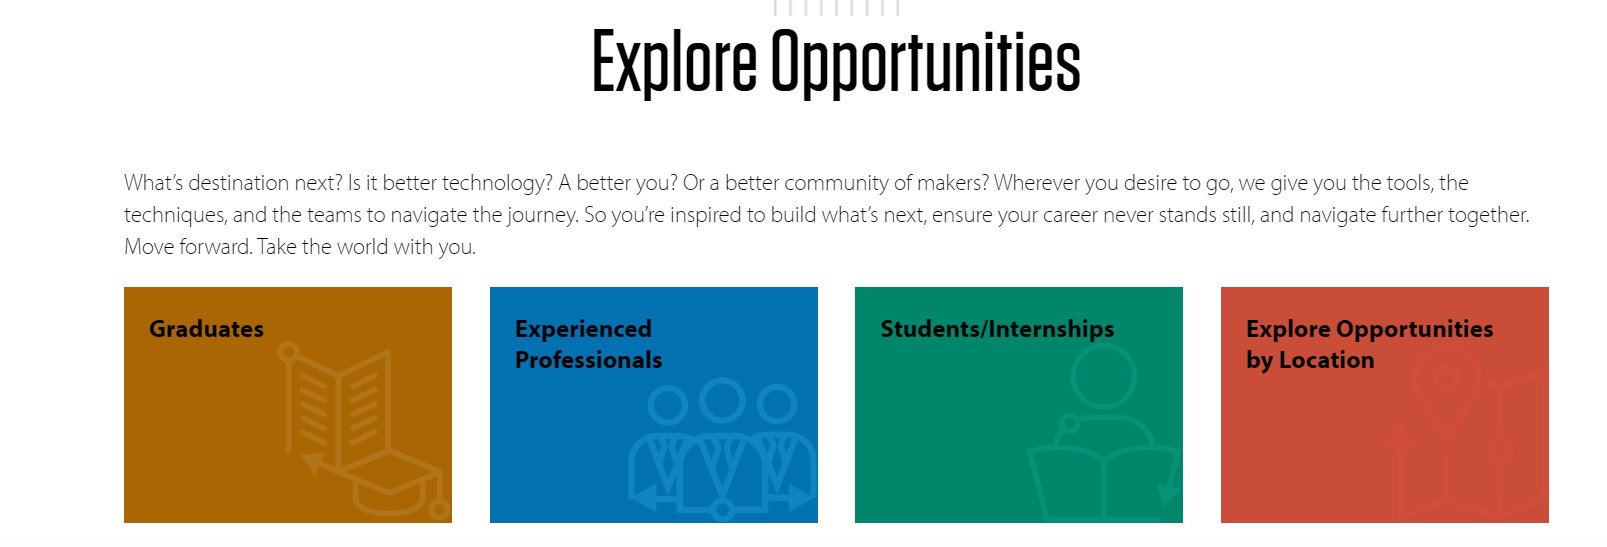 Explore Opportunities
What’s destination next? Is it better technology? A better you? Or a better community of makers? Wherever you desire to go, we give you the tools, the
techniques, and the teams to navigate the journey. So you’re inspired to build what’s next, ensure your career never stands still, and navigate further together.
Move forward. Take the world with you.
Graduates
Experienced
Professionals
Students/Internships
Explore Opportunities
by Location